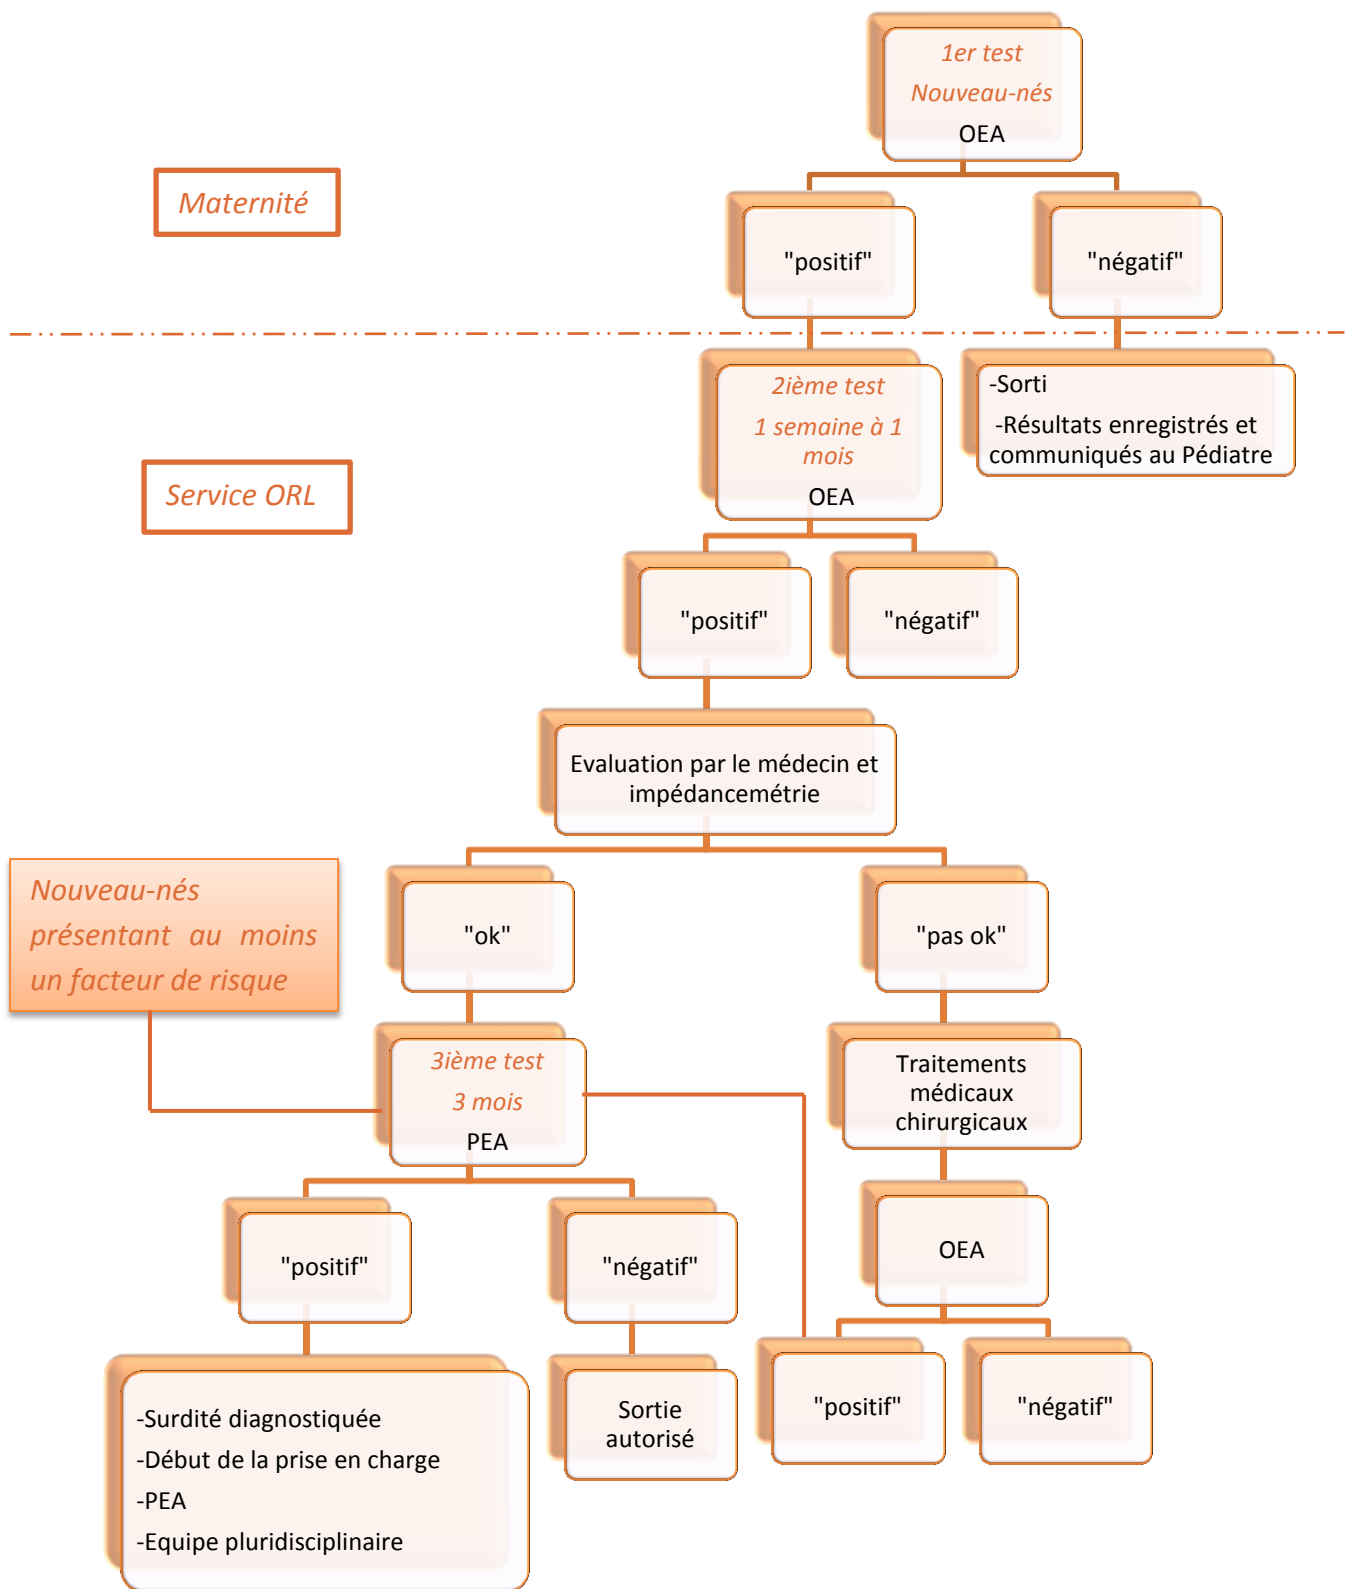 1er test
Nouveau-nés
OEA
Maternité
"positif"
"négatif"
2ième test
1 semaine à 1
mois
OEA
-Sorti
-Résultats enregistrés et
communiqués au Pédiatre
Service ORL
"positif"
"négatif"
Evaluation par le médecin et
impédancemétrie
Nouveau-nés
présentant au moins
un facteur de risque
"ok"
"pas ok"
3ième test
3 mois
PEA
Traitements
médicaux
chirurgicaux
"positif"
"négatif"
OEA
-Surdité diagnostiquée
-Début de la prise en charge
-PEA
-Equipe pluridisciplinaire
Sortie
autorisé
"positif"
"négatif"